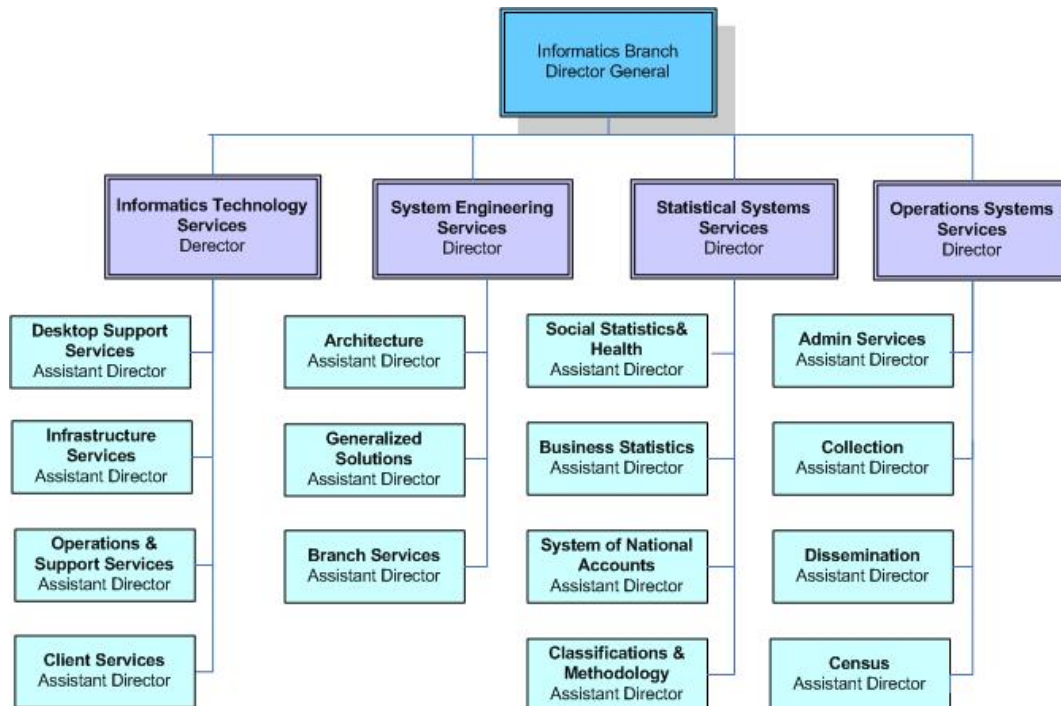 Informatics Branch
Director General
Informatics Technology
Services
Derector
System Engineering
Services
Director
Statistical Systems
Services
Director
Operations Systems
Services
Director
Desktop Support
Services
Assistant Director
Infrastructure
Services
Assistant Director
Operations &
Support Services
Assistant Director
Client Services
Assistant Director
Architecture
Assistant Director
Generalized
Solutions
Assistant Director
Branch Services
Assistant Director
Social Statistics&
Health
Assistant Director
Business Statistics
Assistant Director
System of National
Accounts
Assistant Director
Classifications &
Methodology
Assistant Director
Admin Services
Assistant Director
Collection
Assistant Director
Dissemination
Assistant Director
Census
Assistant Director